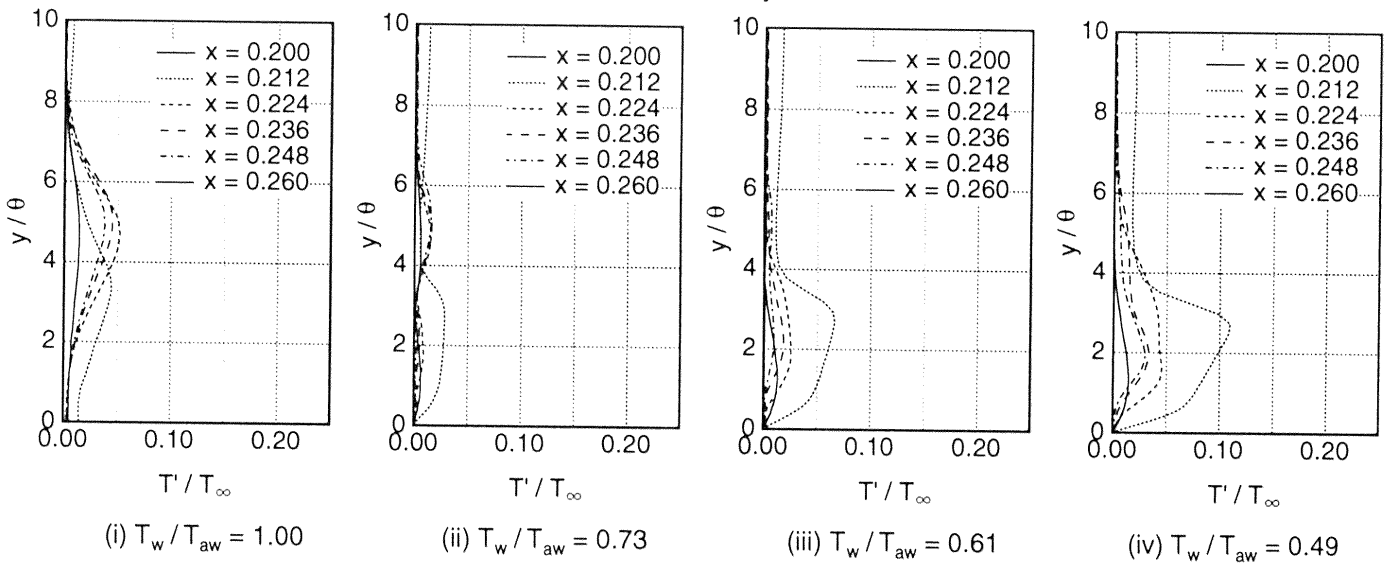 10
8
6
4
2
0
y / θ
x = 0.200
x = 0.212
x = 0.224
x = 0.236
x = 0.248
x = 0.260
0.00 0.10 0.20
T' / T∞
(i) Tw / Taw = 1.00
10
8
6
4
2
0
y / θ
x = 0.200
x = 0.212
x = 0.224
x = 0.236
x = 0.248
x = 0.260
0.00 0.10 0.20
T' / T∞
(ii) Tw / Taw = 0.73
10
8
6
4
2
0
y / θ
x = 0.200
x = 0.212
x = 0.224
x = 0.236
x = 0.248
x = 0.260
0.00 0.10 0.20
T' / T∞
(iii) Tw / Taw = 0.61
10
8
6
4
2
0
y / θ
x = 0.200
x = 0.212
x = 0.224
x = 0.236
x = 0.248
x = 0.260
0.00 0.10 0.20
T' / T∞
(iv) Tw / Taw = 0.49